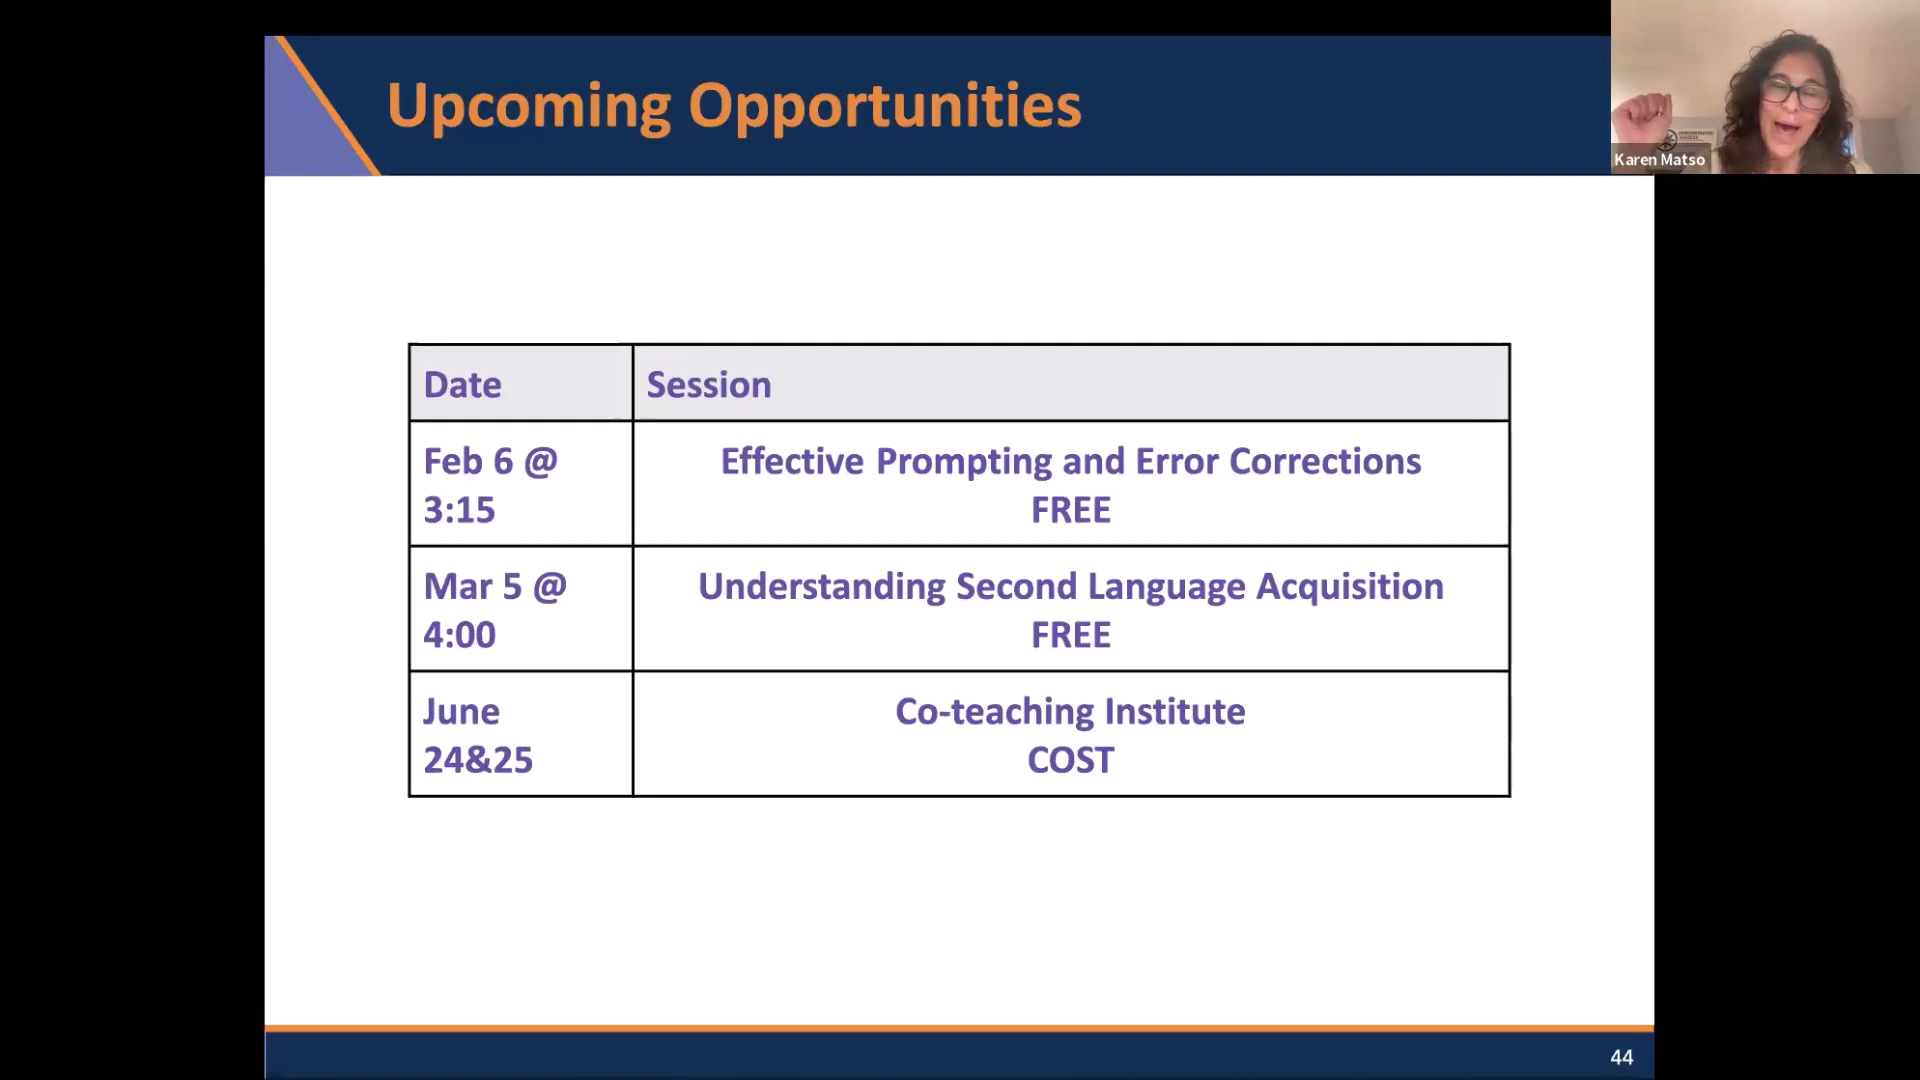 Upcoming Opportunities
Karen Matso
Date
Session
Feb 6 @
3:15
Effective Prompting and Error Corrections
FREE
Mar 5 @
4:00
Understanding Second Language Acquisition
FREE
June
24&25
Co-teaching Institute
COST
44